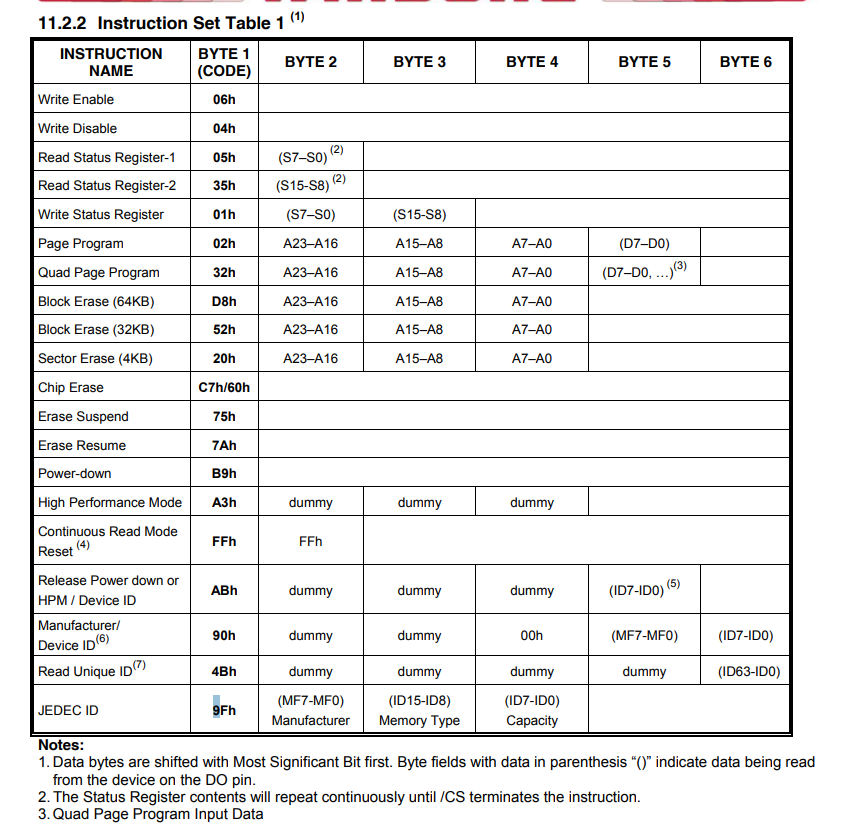 11.2.2 Instruction Set Table 1 (1)
INSTRUCTION NAME BYTE 1 (CODE) BYTE 2 BYTE 3 BYTE 4 BYTE 5 BYTE 6
Write Enable 06h
Write Disable 04h
Read Status Register-1 05h (S7–S0) (2)
Read Status Register-2 35h (S15-S8) (2)
Write Status Register 01h (S7–S0) (S15-S8)
Page Program 02h A23–A16 A15–A8 A7–A0 (D7–D0)
Quad Page Program 32h A23–A16 A15–A8 A7–A0 (D7–D0, …)(3)
Block Erase (64KB) D8h A23–A16 A15–A8 A7–A0
Block Erase (32KB) 52h A23–A16 A15–A8 A7–A0
Sector Erase (4KB) 20h A23–A16 A15–A8 A7–A0
Chip Erase C7h/60h
Erase Suspend 75h
Erase Resume 7Ah
Power-down B9h
High Performance Mode A3h dummy dummy dummy
Continuous Read Mode Reset (4) FFh FFh
Release Power down or HPM / Device ID ABh dummy dummy dummy (ID7-ID0) (5)
Manufacturer/ Device ID(6) 90h dummy dummy 00h (MF7-MF0) (ID7-ID0)
Read Unique ID(7) 4Bh dummy dummy dummy dummy (ID63-ID0)
JEDEC ID 9Fh (MF7-MF0) Manufacturer (ID15-ID8) Memory Type (ID7-ID0) Capacity
Notes:
1. Data bytes are shifted with Most Significant Bit first. Byte fields with data in parenthesis “()” indicate data being read
from the device on the DO pin.
2. The Status Register contents will repeat continuously until /CS terminates the instruction.
3. Quad Page Program Input Data